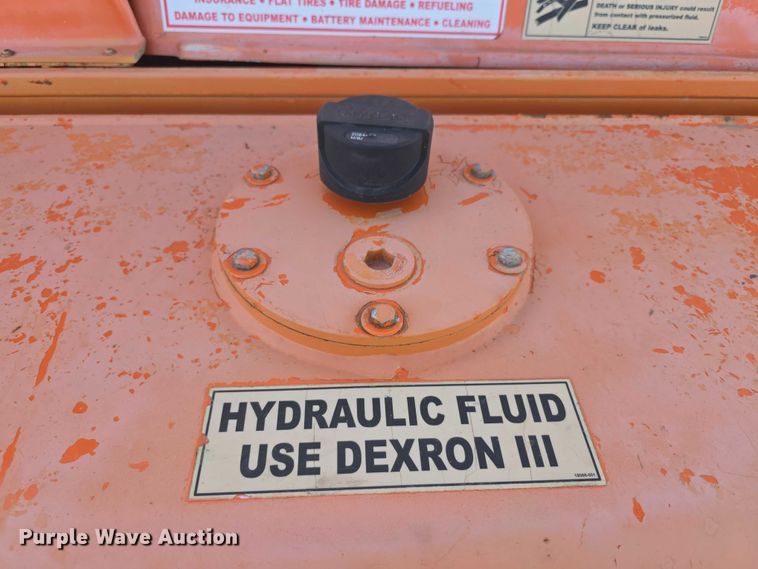 INSURANCE • FLAT TIRES • TIRE DAMAGE • REFUELING
DAMAGE TO EQUIPMENT • BATTERY MAINTENANCE • CLEANING
DEATH or SERIOUS INJURY could result
from contact with pressurized fluid.
KEEP CLEAR of leaks.
HYDRAULIC FLUID
USE DEXRON III
Purple Wave Auction